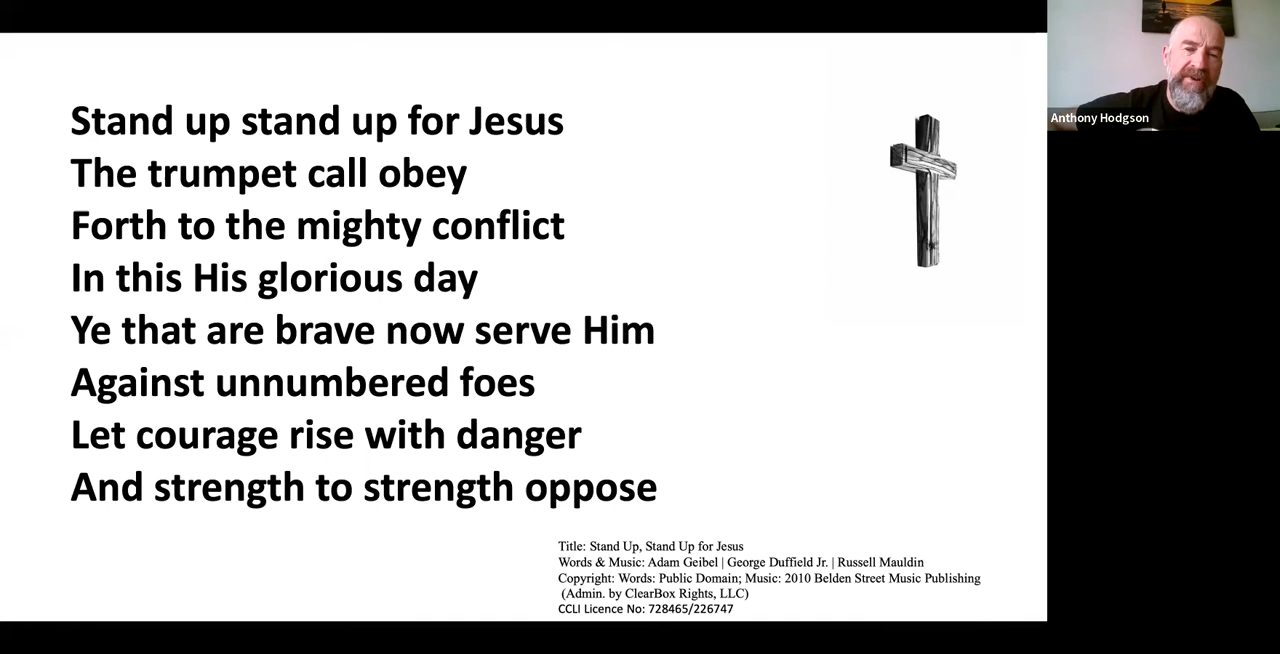 Stand up stand up for Jesus
The trumpet call obey
Forth to the mighty conflict
In this His glorious day
Ye that are brave now serve Him
Against unnumbered foes
Let courage rise with danger
And strength to strength oppose
Title: Stand Up, Stand Up for Jesus
Words & Music: Adam Geibel | George Duffield Jr. | Russell Mauldin
Copyright: Words: Public Domain; Music: 2010 Belden Street Music Publishing
(Admin. by ClearBox Rights, LLC)
CCLI Licence No: 728465/226747
Anthony Hodgson